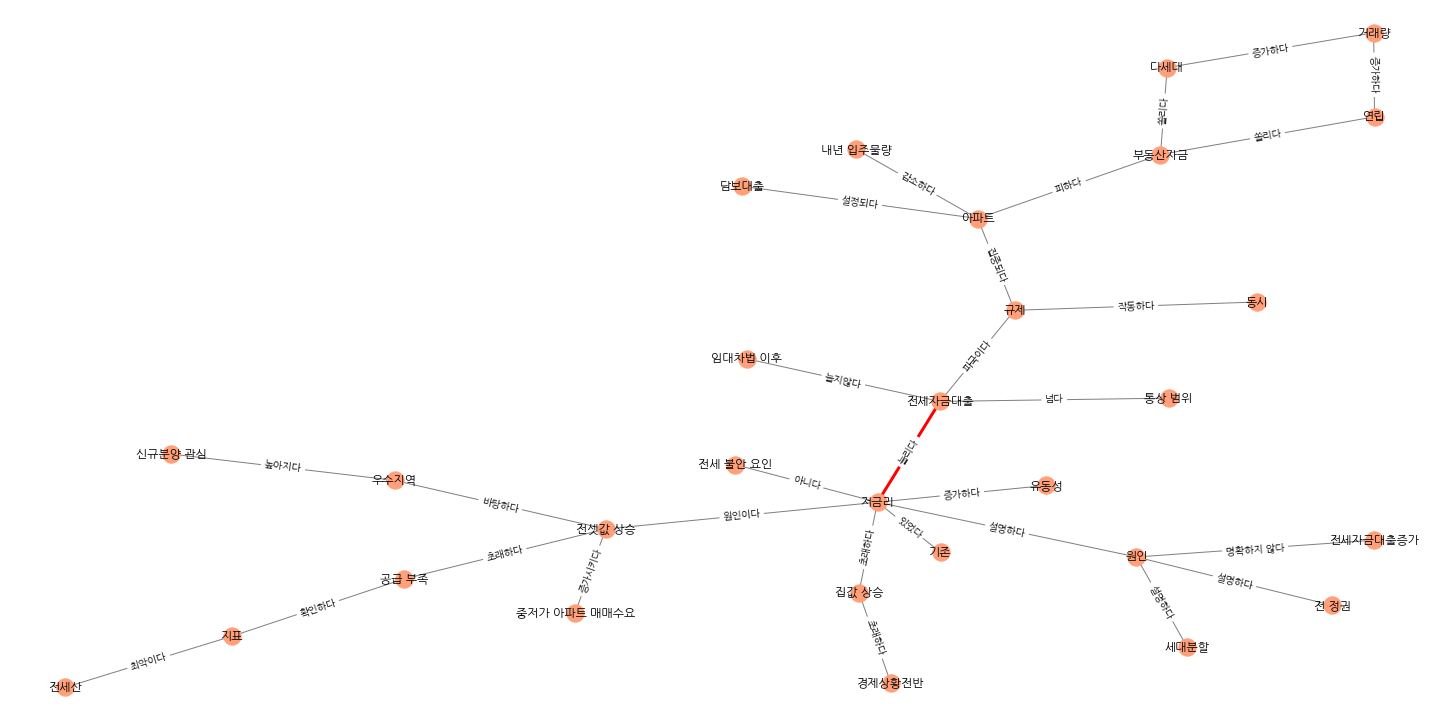 거래량
증가하다
다세대
증가하다
쏠리다
연립
쏠리다
내년 입주물량
부동산자금
감소하다
피하다
담보대출
설정되다
아파트
집중되다
동시
작동하다
규제
파국이다
임대차법 이후
늘지않다
전세자금대출
넘다
통상 범위
늘리다
신규분양 관심
높아지다
우수지역
바탕하다
전세 불안 요인
아니다
유동성
증가하다
저금리
원인이다
있었다
설명하다
전셋값 상승
초래하다
증가시키다
초래하다
기존
원인
명확하지 않다
전세자금대출증가
설명하다
공급 부족
설명하다
집값 상승
전 정권
확인하다
중저가 아파트 매매수요
지표
초래하다
세대분할
최악이다
전세산
경제상황전반